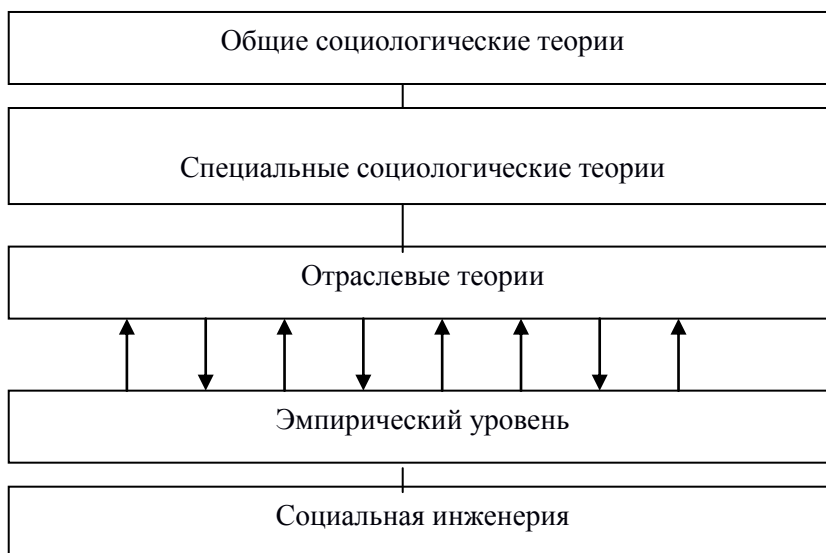 Общие социологические теории
Специальные социологические теории
Отраслевые теории
Эмпирический уровень
Социальная инженерия